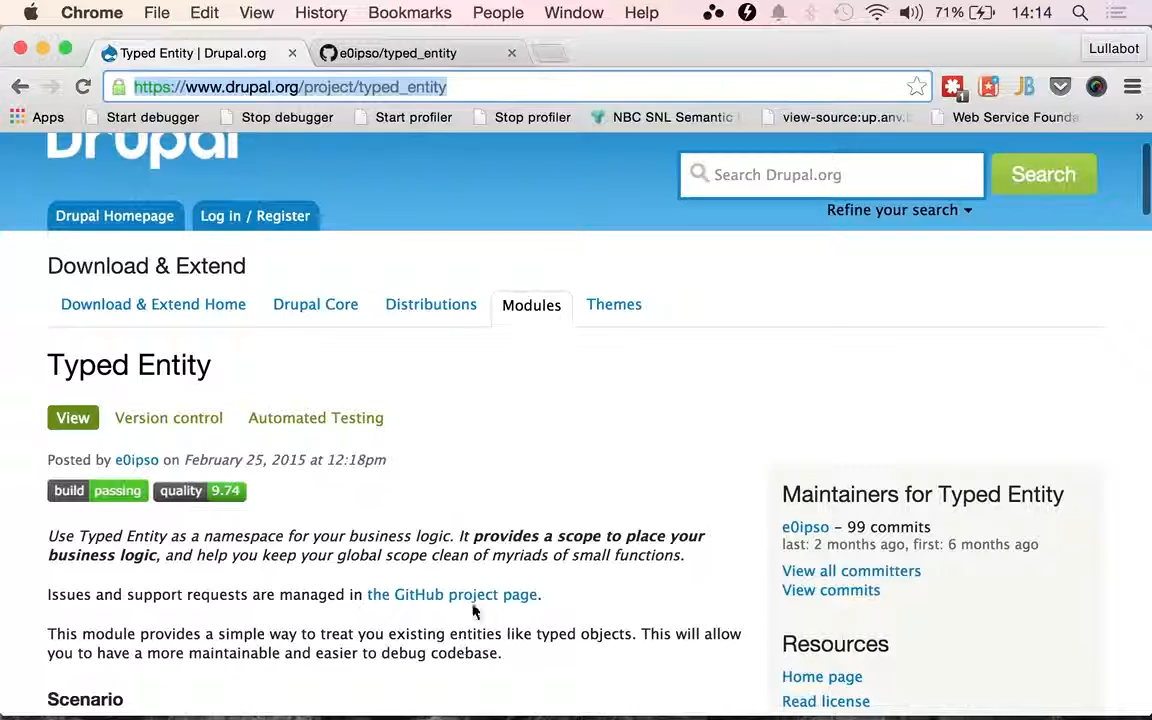 Chrome File Edit View History Bookmarks People Window Help 71% 14:14
Typed Entity | Drupal.org × e0ipso/typed_entity × Lullabot
https://www.drupal.org/project/typed_entity 1
Apps Start debugger Stop debugger Start profiler Stop profiler NBC SNL Semantic view-source:up.anv. Web Service Founda »
Drupal
Search Drupal.org Search
Refine your search
Drupal Homepage Log in / Register
Download & Extend
Download & Extend Home Drupal Core Distributions Modules Themes
Typed Entity
View Version control Automated Testing
Posted by e0ipso on February 25, 2015 at 12:18pm
build passing quality 9.74
Use Typed Entity as a namespace for your business logic. It provides a scope to place your
business logic, and help you keep your global scope clean of myriads of small functions.
Issues and support requests are managed in the GitHub project page.
This module provides a simple way to treat you existing entities like typed objects. This will allow
you to have a more maintainable and easier to debug codebase.
Scenario
Maintainers for Typed Entity
e0ipso – 99 commits
last: 2 months ago, first: 6 months ago
View all committers
View commits
Resources
Home page
Read license